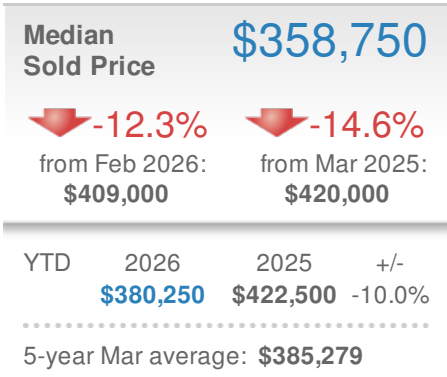 Median $358,750
Sold Price
-12.3% -14.6%
from Feb 2026: from Mar 2025:
$409,000 $420,000
YTD 2026 2025 +/-
$380,250 $422,500 -10.0%
5-year Mar average: $385,279